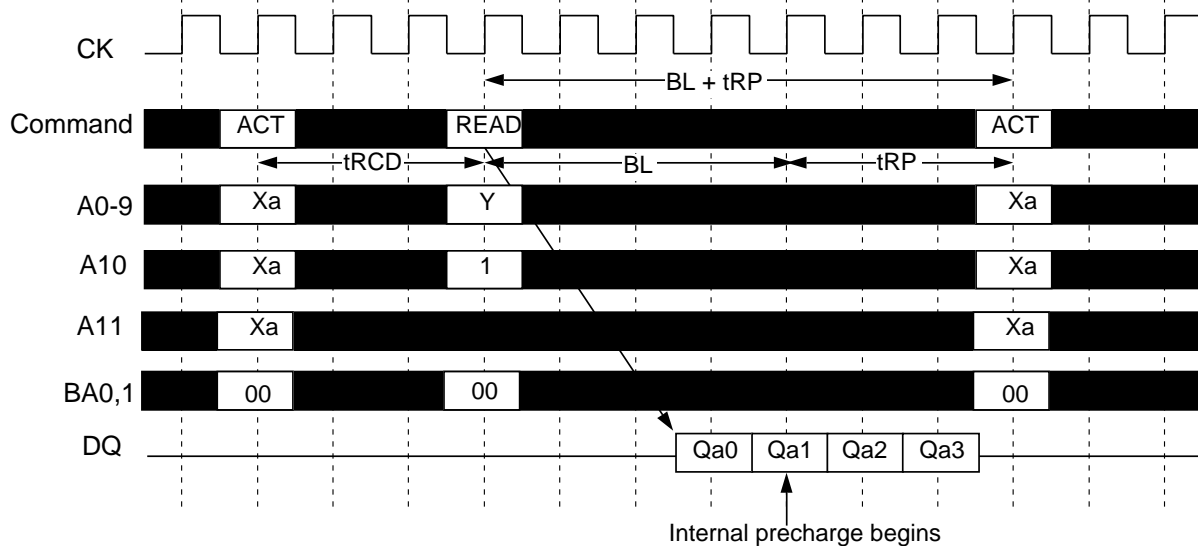 CK
BL + tRP
Command ACT READ ACT
tRCD BL tRP
A0-9 Xa Y Xa
A10 Xa 1 Xa
A11 Xa Xa
BA0,1 00 00 00
DQ Qa0 Qa1 Qa2 Qa3
Internal precharge begins